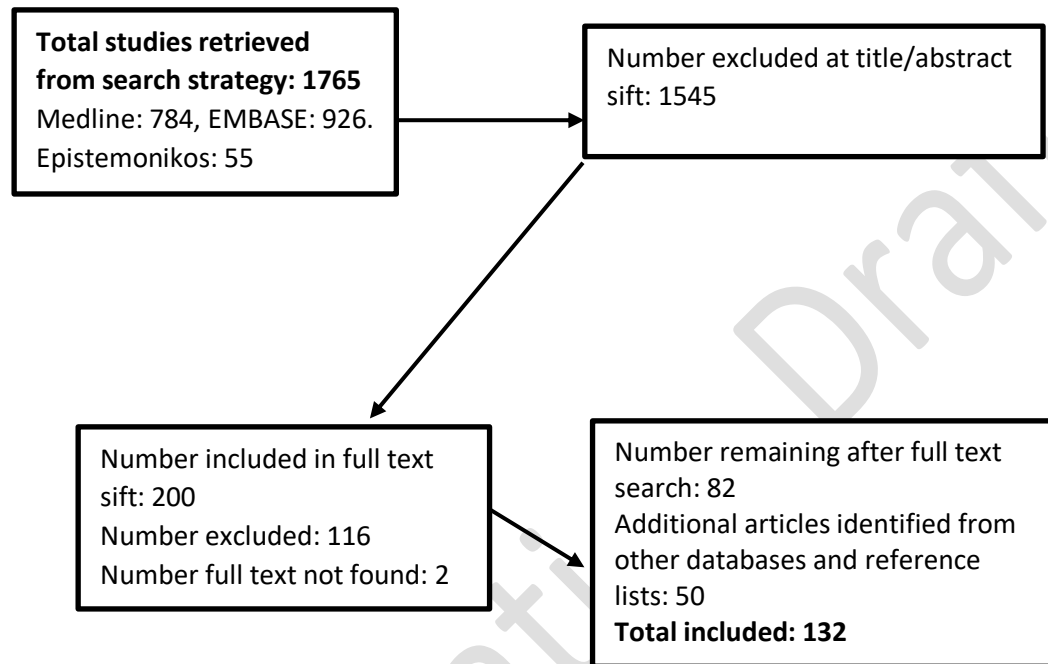 Total studies retrieved
from search strategy: 1765
Medline: 784, EMBASE: 926.
Epistemonikos: 55
Number excluded at title/abstract
sift: 1545
Number included in full text
sift: 200
Number excluded: 116
Number full text not found: 2
Number remaining after full text
search: 82
Additional articles identified from
other databases and reference
lists: 50
Total included: 132